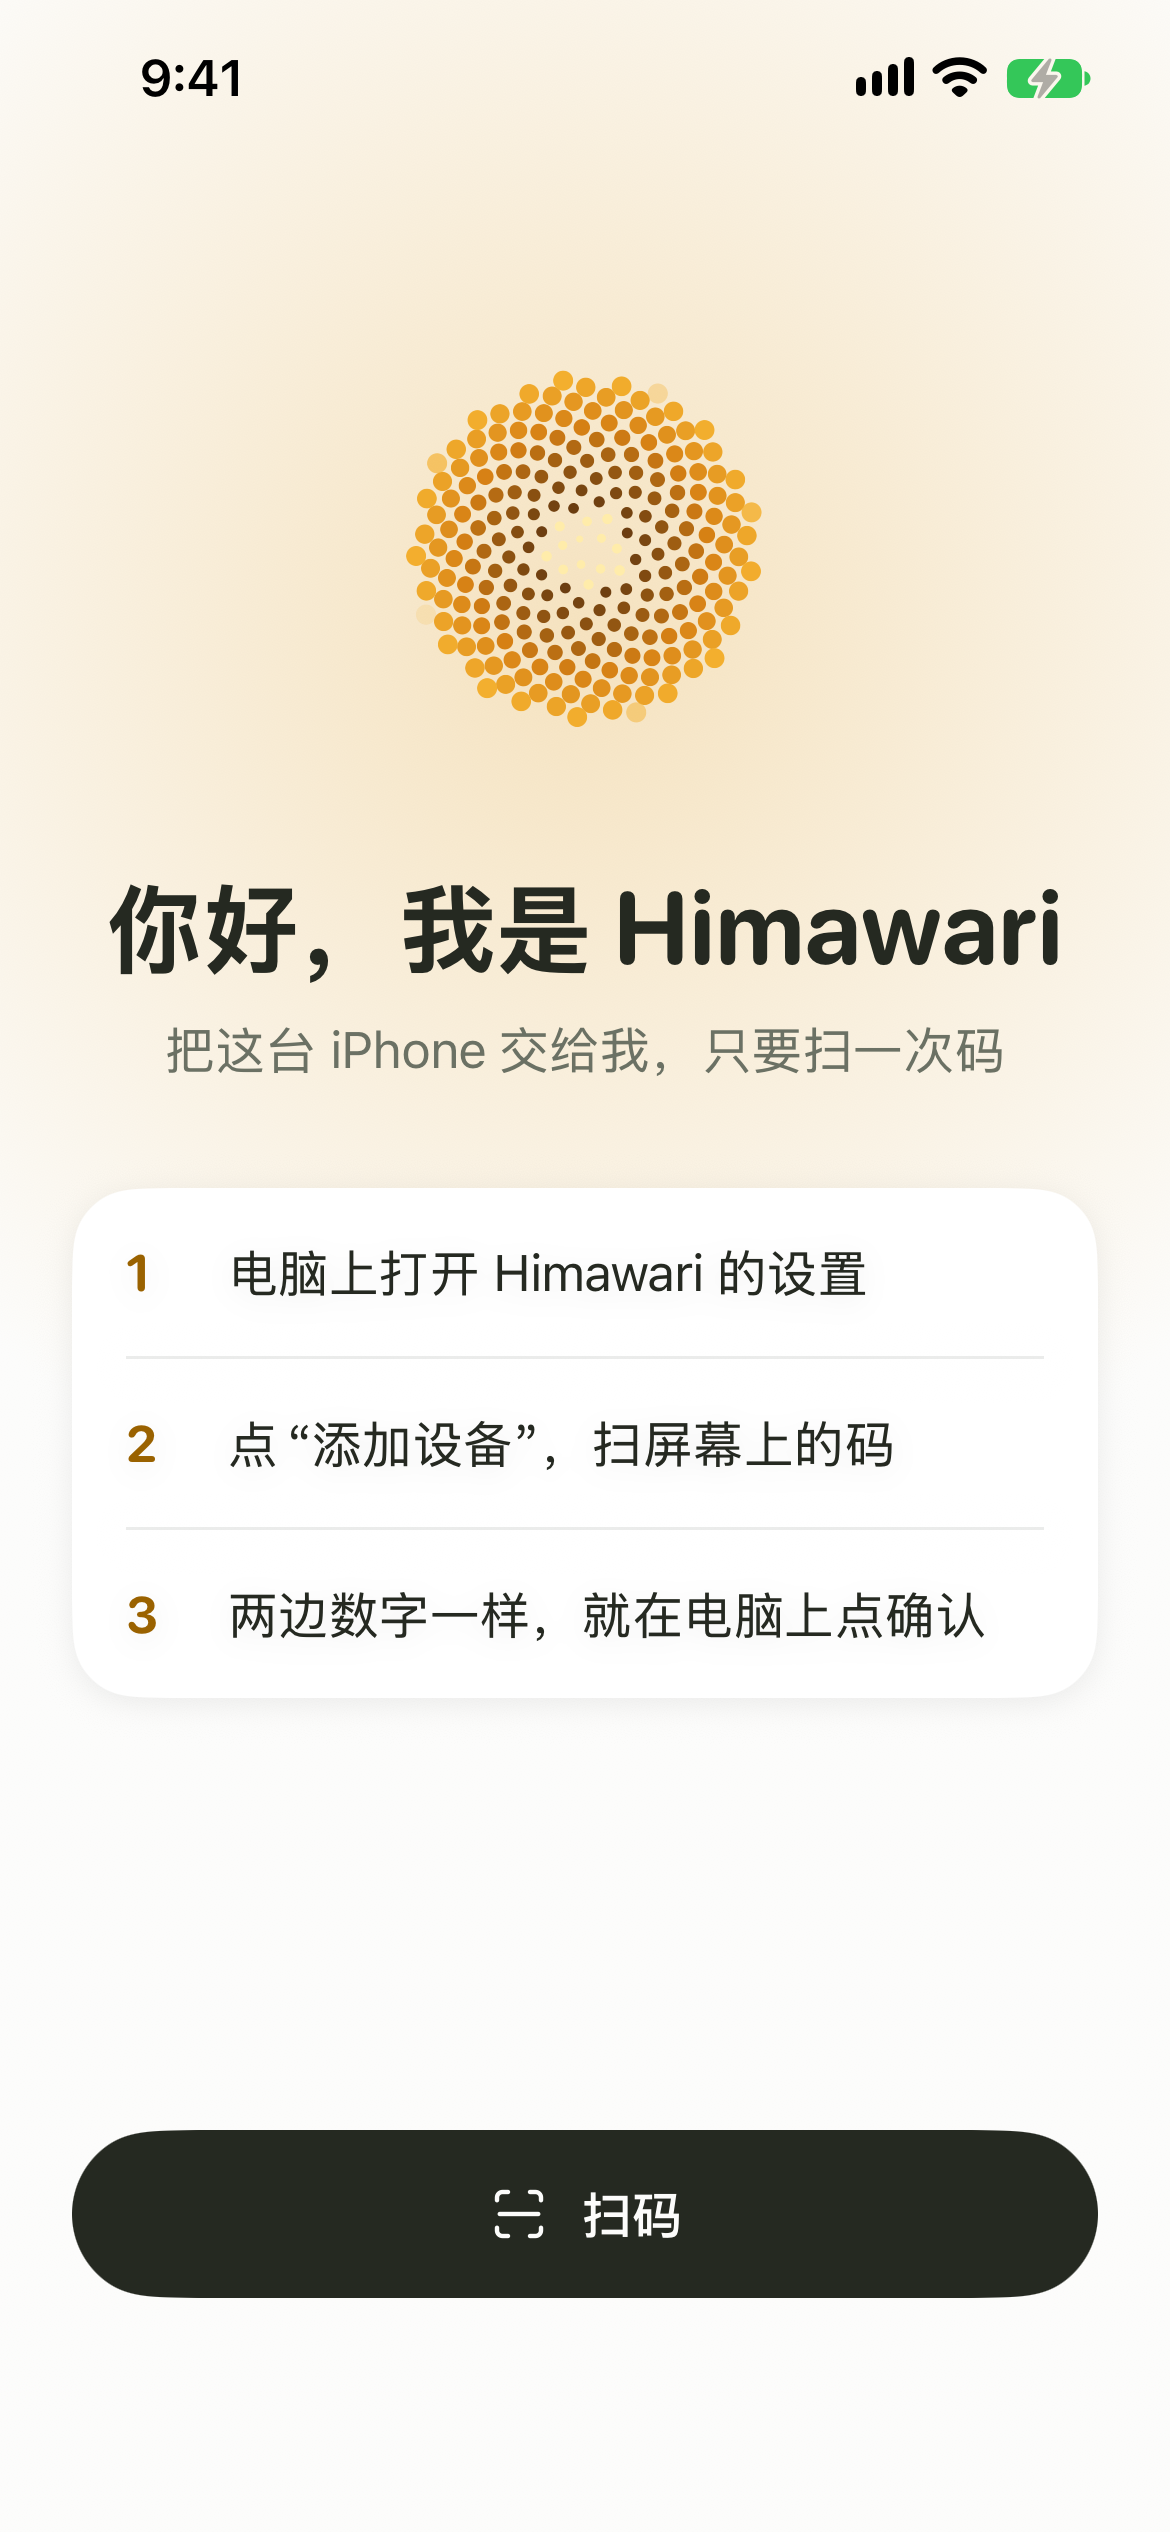 9:41
你好，我是 Himawari
把这台 iPhone 交给我，只要扫一次码
1 电脑上打开 Himawari 的设置
2 点 “添加设备”，扫屏幕上的码
3 两边数字一样，就在电脑上点确认
扫码